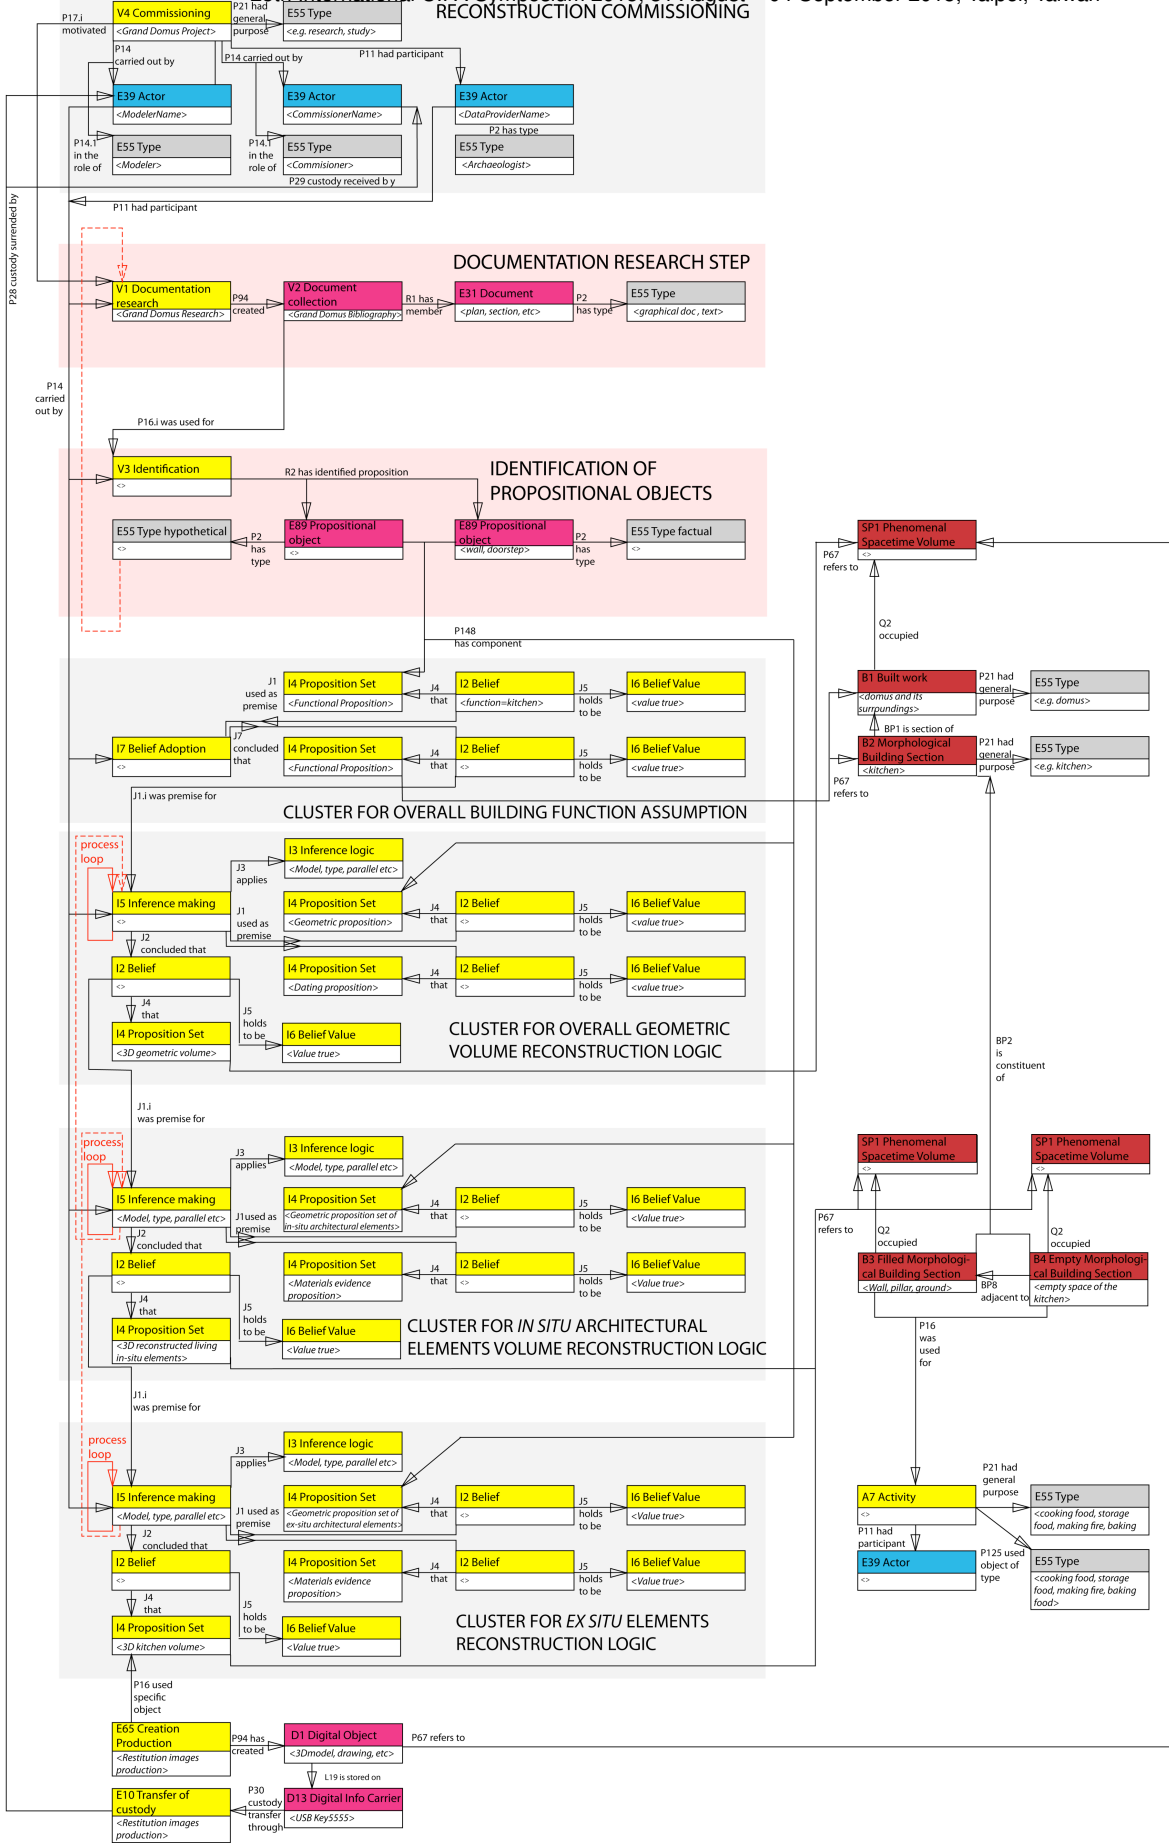 RECONSTRUCTION COMMISSIONING
P17.i
motivated
V4 Commissioning
<Grand Domus Project>
P21 had
general
purpose
E55 Type
<e.g. research, study>
P14
carried out by
P14 carried out by
P11 had participant
E39 Actor
<ModelerName>
E39 Actor
<CommissionerName>
E39 Actor
<DataProviderName>
P2 has type
P14.1
in the
role of
E55 Type
<Modeler>
P14.1
in the
role of
E55 Type
<Commisioner>
E55 Type
<Archaeologist>
P29 custody received b y
P11 had participant
P28 custody surrended by
DOCUMENTATION RESEARCH STEP
V1 Documentation
research
<Grand Domus Research>
P94
created
V2 Document
collection
<Grand Domus Bibliography>
R1 has
member
E31 Document
<plan, section, etc>
P2
has type
E55 Type
<graphical doc , text>
P14
carried
out by
P16.i was used for
V3 Identification
<>
R2 has identified proposition
IDENTIFICATION OF
PROPOSITIONAL OBJECTS
E55 Type hypothetical
<>
P2
has
type
E89 Propositional
object
<>
E89 Propositional
object
<wall, doorstep>
P2
has
type
E55 Type factual
<>
SP1 Phenomenal
Spacetime Volume
<>
P67
refers to
Q2
occupied
P148
has component
J1
used as
premise
I4 Proposition Set
<Functional Proposition>
J4
that
I2 Belief
<function=kitchen>
J5
holds
to be
I6 Belief Value
<value true>
B1 Built work
<domus and its
surrpundings>
P21 had
general
purpose
E55 Type
<e.g. domus>
BP1 is section of
I7 Belief Adoption
<>
J7
concluded
that
I4 Proposition Set
<Functional Proposition>
J4
that
I2 Belief
<>
J5
holds
to be
I6 Belief Value
<value true>
B2 Morphological
Building Section
<kitchen>
P21 had
general
purpose
E55 Type
<e.g. kitchen>
P67
refers to
J1.i was premise for
CLUSTER FOR OVERALL BUILDING FUNCTION ASSUMPTION
process
loop
I3 Inference logic
<Model, type, parallel etc>
J3
applies
I5 Inference making
<>
J1
used as
premise
I4 Proposition Set
<Geometric proposition>
J4
that
I2 Belief
<>
J5
holds
to be
I6 Belief Value
<value true>
J2
concluded that
I2 Belief
<>
I4 Proposition Set
<Dating proposition>
J4
that
I2 Belief
<>
J5
holds
to be
I6 Belief Value
<value true>
J4
that
J5
holds
to be
I4 Proposition Set
<3D geometric volume>
I6 Belief Value
<Value true>
CLUSTER FOR OVERALL GEOMETRIC
VOLUME RECONSTRUCTION LOGIC
BP2
is
constituent
of
J1.i
was premise for
process
loop
I3 Inference logic
<Model, type, parallel etc>
J3
applies
SP1 Phenomenal
Spacetime Volume
<>
SP1 Phenomenal
Spacetime Volume
<>
I5 Inference making
<Model, type, parallel etc>
J1used as
premise
I4 Proposition Set
<Geometric proposition set of
in-situ architectural elements>
J4
that
I2 Belief
<>
J5
holds
to be
I6 Belief Value
<Value true>
P67
refers to
Q2
occupied
Q2
occupied
J2
concluded that
I2 Belief
<>
I4 Proposition Set
<Materials evidence
proposition>
J4
that
I2 Belief
<>
J5
holds
to be
I6 Belief Value
<Value true>
B3 Filled Morphologi-
cal Building Section
<Wall, pillar, ground>
BP8
adjacent to
B4 Empty Morphologi-
cal Building Section
<empty space of the
kitchen>
J4
that
J5
holds
to be
I4 Proposition Set
<3D reconstructed living
in-situ elements>
I6 Belief Value
<Value true>
CLUSTER FOR IN SITU ARCHITECTURAL
ELEMENTS VOLUME RECONSTRUCTION LOGIC
P16
was
used
for
J1.i
was premise for
process
loop
I3 Inference logic
<Model, type, parallel etc>
J3
applies
I5 Inference making
<Model, type, parallel etc>
J1 used as
premise
I4 Proposition Set
<Geometric proposition set of
ex-situ architectural elements>
J4
that
I2 Belief
<>
J5
holds
to be
I6 Belief Value
<Value true>
A7 Activity
<>
P21 had
general
purpose
E55 Type
<cooking food, storage
food, making fire, baking
J2
concluded that
I2 Belief
<>
I4 Proposition Set
<Materials evidence
proposition>
J4
that
I2 Belief
<>
J5
holds
to be
I6 Belief Value
<Value true>
P11 had
participant
E39 Actor
<>
P125 used
object of
type
E55 Type
<cooking food, storage
food, making fire, baking
food>
J4
that
J5
holds
to be
I4 Proposition Set
<3D kitchen volume>
I6 Belief Value
<Value true>
CLUSTER FOR EX SITU ELEMENTS
RECONSTRUCTION LOGIC
P16 used
specific
object
E65 Creation
Production
<Restitution images
production>
P94 has
created
D1 Digital Object
<3Dmodel, drawing, etc>
P67 refers to
L19 is stored on
E10 Transfer of
custody
<Restitution images
production>
P30
custody
transfer
through
D13 Digital Info Carrier
<USB Key5555>